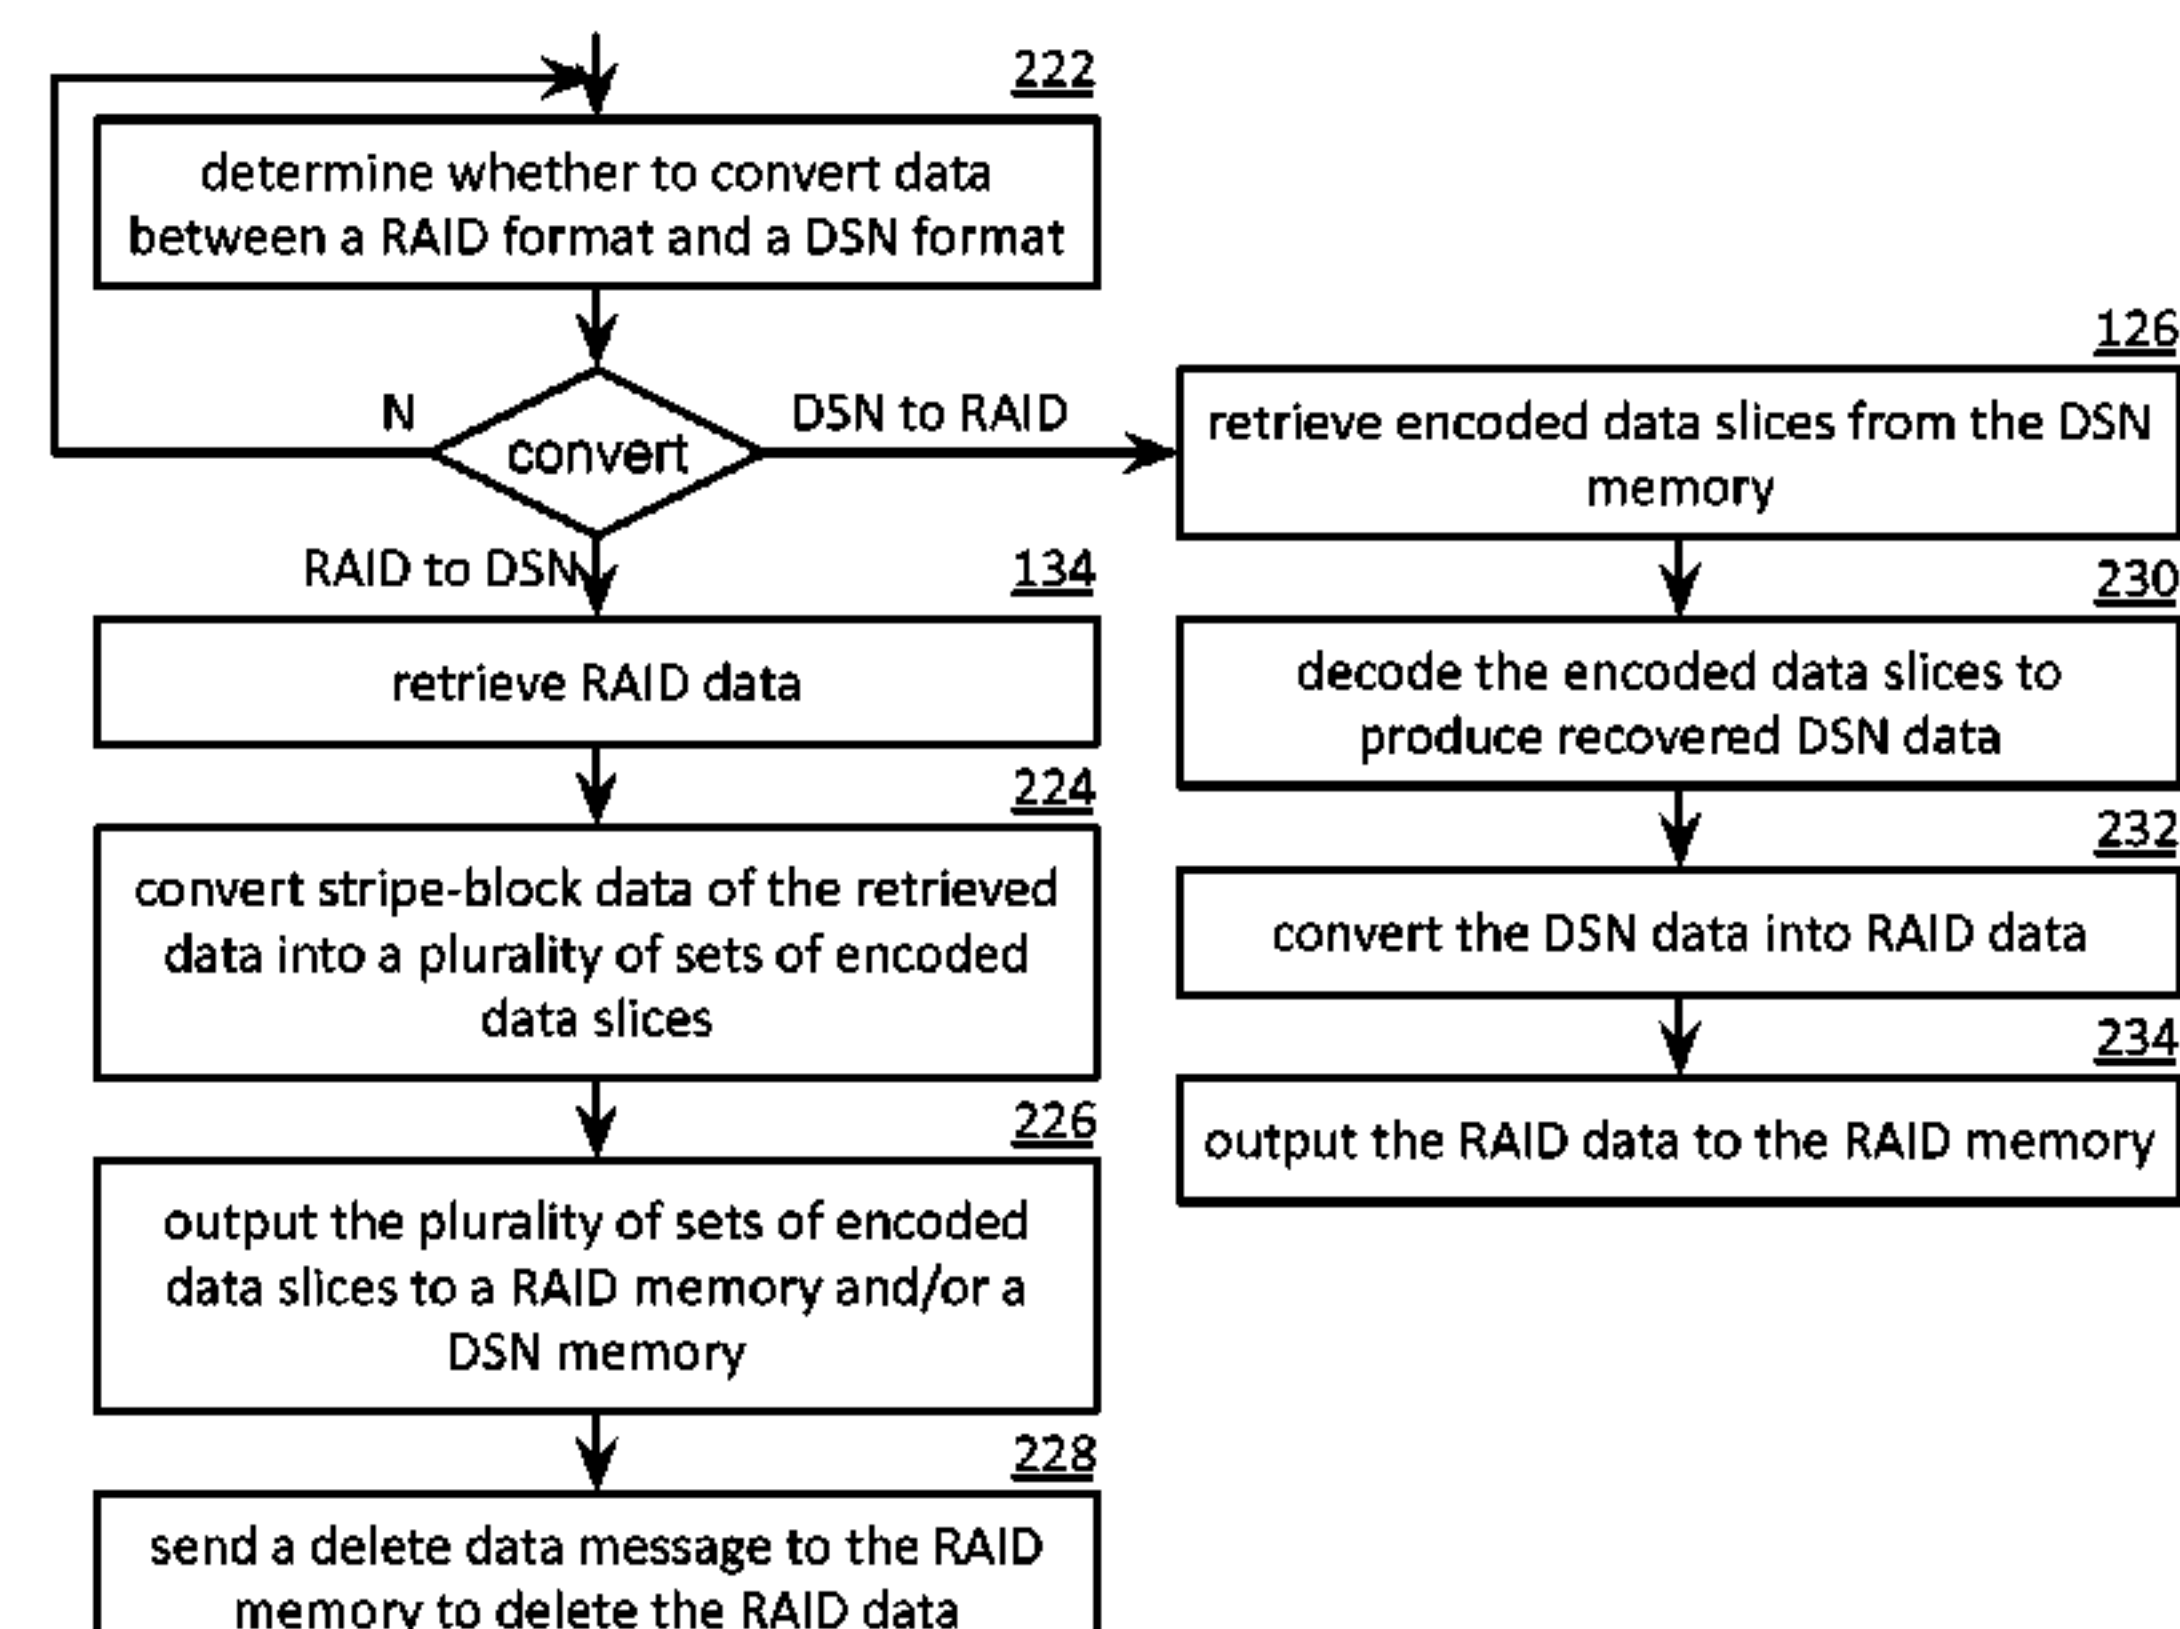 222
determine whether to convert data
between a RAID format and a DSN format
N
convert
DSN to RAID
RAID to DSN
134
retrieve RAID data
224
convert stripe-block data of the retrieved
data into a plurality of sets of encoded
data slices
226
output the plurality of sets of encoded
data slices to a RAID memory and/or a
DSN memory
228
send a delete data message to the RAID
memory to delete the RAID data
126
retrieve encoded data slices from the DSN
memory
230
decode the encoded data slices to
produce recovered DSN data
232
convert the DSN data into RAID data
234
output the RAID data to the RAID memory